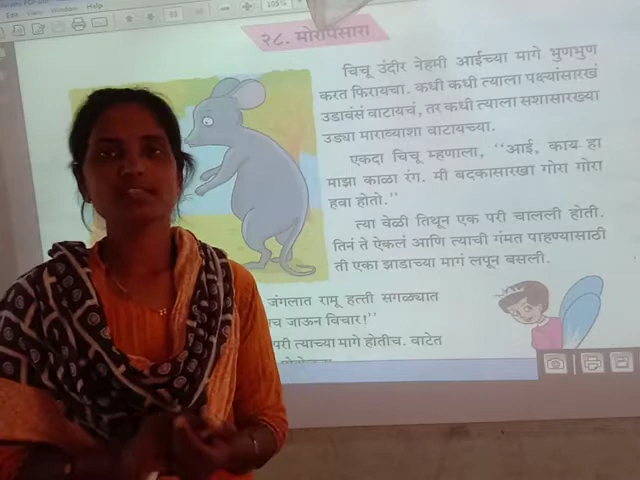 Window Help
२८. मोरपिसारा
चिचू उंदीर नेहमी आईच्या मागे भुणभुण
करत फिरायचा. कधी कधी त्याला पक्ष्यांसारखं
उडावंसं वाटायचं, तर कधी त्याला सशासारख्या
उड्या माराव्याशा वाटायच्या.
एकदा चिचू म्हणाला, ‘‘आई, काय हा
माझा काळा रंग. मी बदकासारखा गोरा गोरा
हवा होतो.’’
त्या वेळी तिथून एक परी चालली होती.
तिनं ते ऐकलं आणि त्याची गंमत पाहण्यासाठी
ती एका झाडाच्या मागं लपून बसली.
जंगलात रामू हत्ती सगळ्यात
जाऊन विचार!’’
परी त्याच्या मागे होतीच. वाटेत